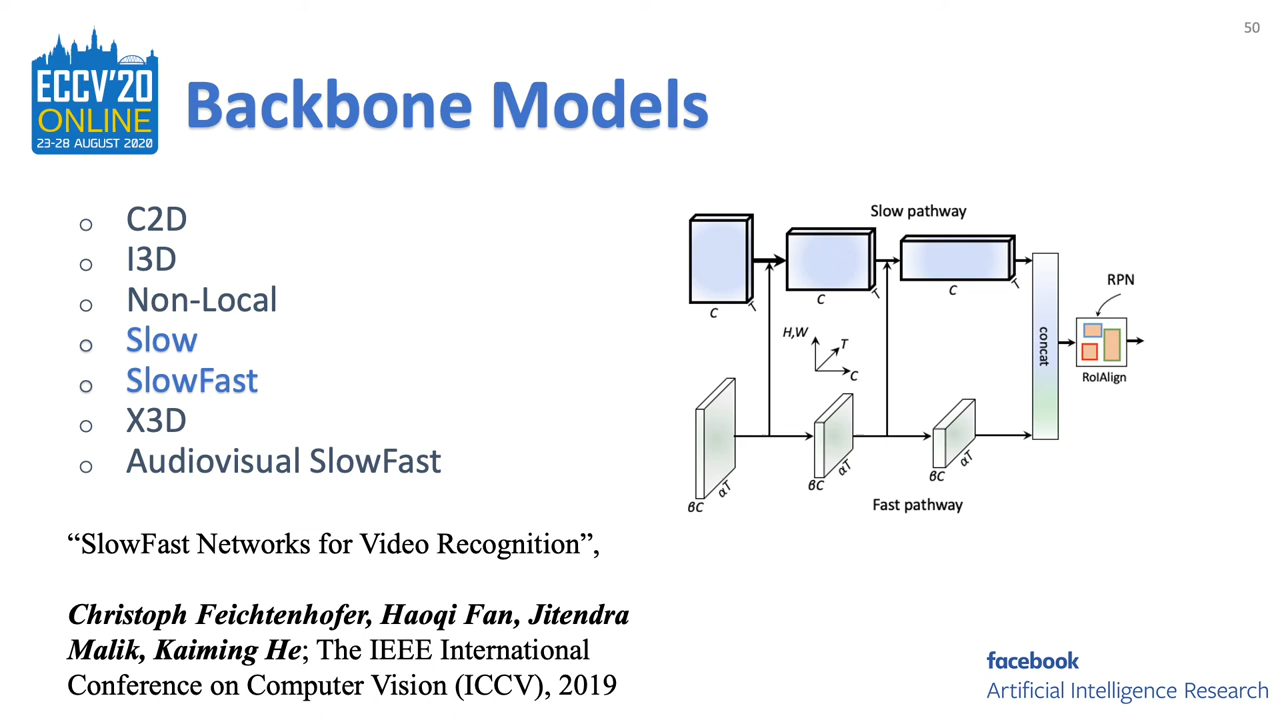 50
ECCV'20
ONLINE
23-28 AUGUST 2020
Backbone Models
C2D
I3D
Non-Local
Slow
SlowFast
X3D
Audiovisual SlowFast
Slow pathway
C
T
C
T
C
T
H,W
T
C
βC
αT
βC
αT
βC
αT
Fast pathway
concat
RPN
RoIAlign
“SlowFast Networks for Video Recognition”,
Christoph Feichtenhofer, Haoqi Fan, Jitendra
Malik, Kaiming He; The IEEE International
Conference on Computer Vision (ICCV), 2019
facebook
Artificial Intelligence Research